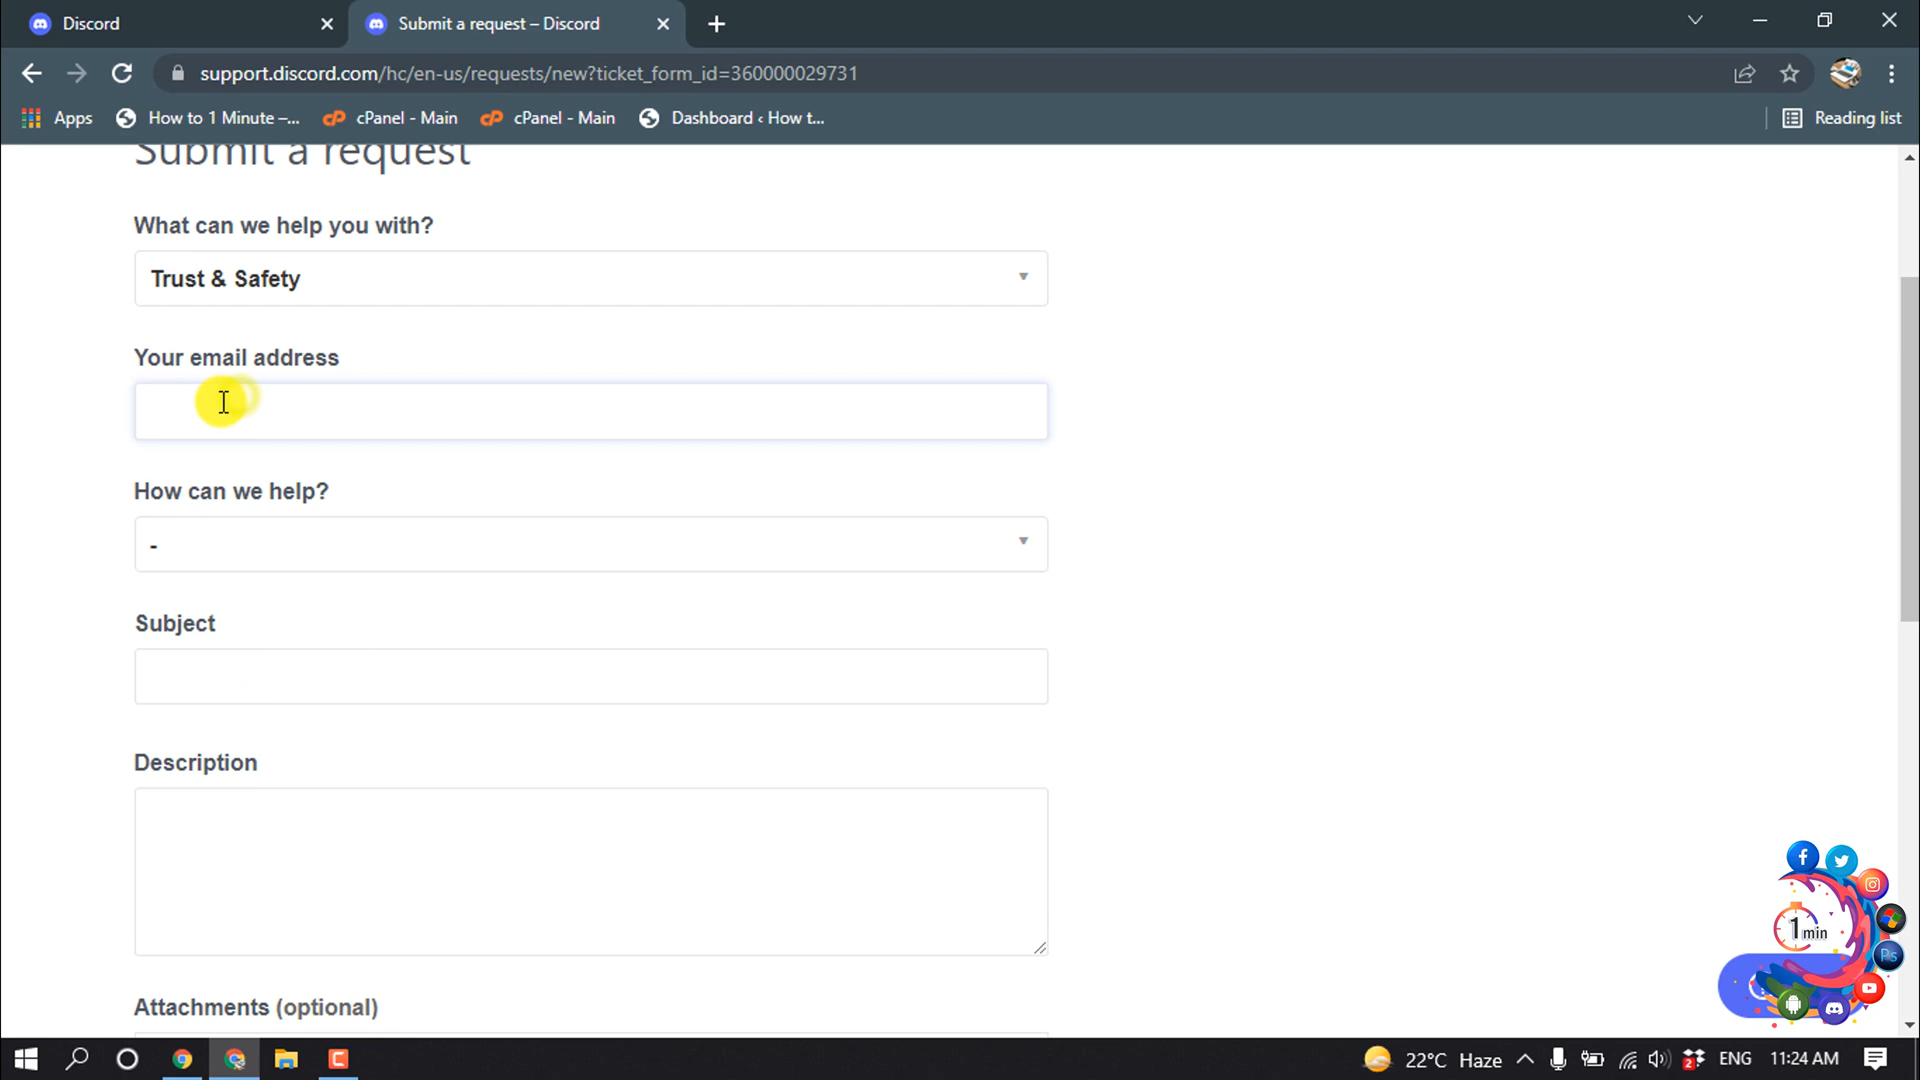 Discord
Submit a request – Discord
support.discord.com/hc/en-us/requests/new?ticket_form_id=360000029731
Apps
How to 1 Minute –...
cPanel - Main
cPanel - Main
Dashboard ‹ How t...
Reading list
Submit a request
What can we help you with?
Trust & Safety
Your email address
How can we help?
-
Subject
Description
Attachments (optional)
1 min
Ps
22°C Haze
2
ENG
11:24 AM